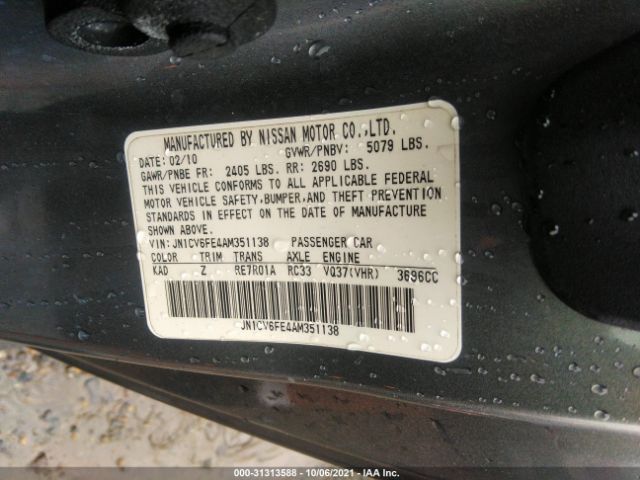 MANUFACTURED BY NISSAN MOTOR CO.,LTD.
DATE: 02/10 GVWR/PNBV: 5079 LBS.
GAWR/PNBE FR: 2405 LBS. RR: 2690 LBS.
THIS VEHICLE CONFORMS TO ALL APPLICABLE FEDERAL
MOTOR VEHICLE SAFETY,BUMPER,AND THEFT PREVENTION
STANDARDS IN EFFECT ON THE DATE OF MANUFACTURE
SHOWN ABOVE.
VIN: JN1CV6FE4AM351138 PASSENGER CAR
COLOR TRIM TRANS AXLE ENGINE
KAD Z RE7R01A RC33 VQ37(VHR) 3696CC
JN1CV6FE4AM351138
000-31313588 - 10/06/2021 - IAA Inc.